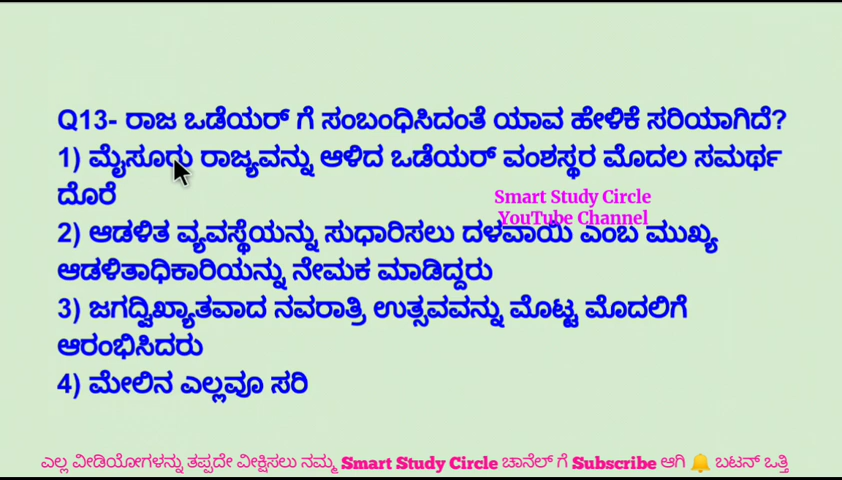 Q13- ರಾಜ ಒಡೆಯರ್ ಗೆ ಸಂಬಂಧಿಸಿದಂತೆ ಯಾವ ಹೇಳಿಕೆ ಸರಿಯಾಗಿದೆ?
1) ಮೈಸೂರು ರಾಜ್ಯವನ್ನು ಆಳಿದ ಒಡೆಯರ್ ವಂಶಸ್ಥರ ಮೊದಲ ಸಮರ್ಥ
ದೊರೆ
Smart Study Circle
YouTube Channel
2) ಆಡಳಿತ ವ್ಯವಸ್ಥೆಯನ್ನು ಸುಧಾರಿಸಲು ದಳವಾಯಿ ಎಂಬ ಮುಖ್ಯ
ಆಡಳಿತಾಧಿಕಾರಿಯನ್ನು ನೇಮಕ ಮಾಡಿದ್ದರು
3) ಜಗದ್ವಿಖ್ಯಾತವಾದ ನವರಾತ್ರಿ ಉತ್ಸವವನ್ನು ಮೊಟ್ಟ ಮೊದಲಿಗೆ
ಆರಂಭಿಸಿದರು
4) ಮೇಲಿನ ಎಲ್ಲವೂ ಸರಿ
ಎಲ್ಲ ವೀಡಿಯೋಗಳನ್ನು ತಪ್ಪದೇ ವೀಕ್ಷಿಸಲು ನಮ್ಮ Smart Study Circle ಚಾನೆಲ್ ಗೆ Subscribe ಆಗಿ 🔔 ಬಟನ್ ಒತ್ತಿ